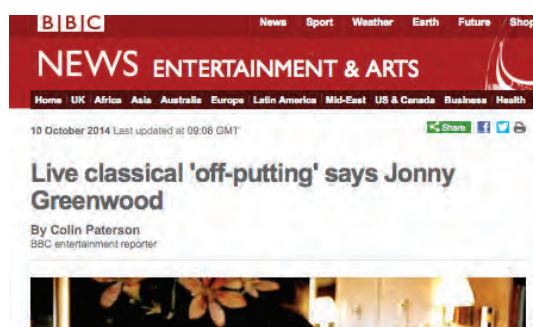 BBC News Sport Weather Earth Future Shop
NEWS ENTERTAINMENT & ARTS
Home UK Africa Asia Australia Europe Latin America Mid-East US & Canada Business Health
10 October 2014 Last updated at 09:08 GMT Share
Live classical 'off-putting' says Jonny
Greenwood
By Colin Paterson
BBC entertainment reporter